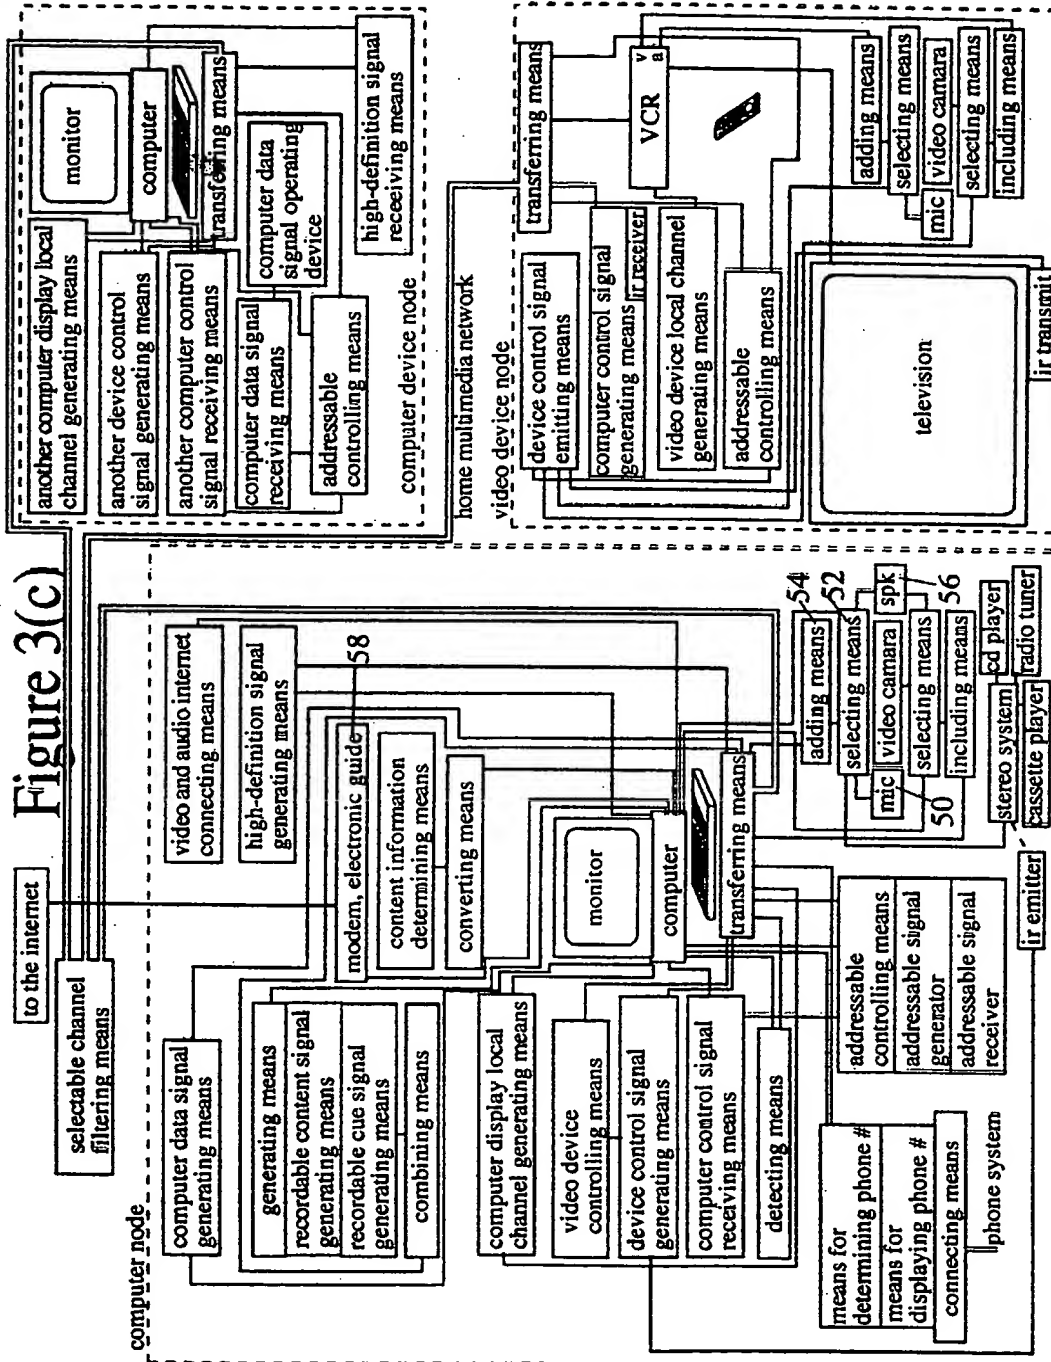 Figure 3(c)
to the internet
selectable channel
filtering means
computer node
computer data signal
generating means
generating means
recordable content signal
generating means
recordable cue signal
generating means
combining means
computer display local
channel generating means
video device
controlling means
device control signal
generating means
computer control signal
receiving means
detecting means
means for
determining phone #
means for
displaying phone #
connecting means
phone system
video and audio internet
connecting means
high-definition signal
generating means
modem, electronic guide
58
content information
determining means
converting means
monitor
computer
transferring means
addressable
controlling means
addressable signal
generator
addressable signal
receiver
ir emitter
adding means
54
selecting means
52
mic
50
video camara
spk
56
selecting means
including means
stereo system
cd player
radio tuner
cassette player
another computer display local
channel generating means
another device control
signal generating means
another computer control
signal receiving means
computer data signal
receiving means
addressable
controlling means
monitor
computer
transferring means
computer data
signal operating
device
high-definition signal
receeiving means
computer device node
home multimedia network
video device node
transferring means
device control signal
emitting means
computer control signal
generating means
ir receiver
video device local channel
generating means
addressable
controlling means
VCR
v
a
adding means
selecting means
mic
video camara
selecting means
including means
television
ir transmit